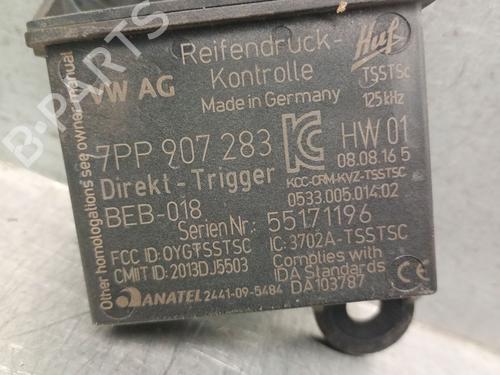 Reifendruck-
Kontrolle
Made in Germany
VW AG
Huf
TSSTSc
125 kHz
7PP 907 283
Direkt - Trigger
BEB-018
Serien Nr.: 55171196
HW 01
08.08.16 5
KCC-CRM-KVZ-TSSTSC
0533.005.014.02
FCC ID: OYGTSSTSC
CMIIT ID: 2013DJ5503
IC: 3702A-TSSTSC
Complies with
IDA Standards
DA103787
CE
ANATEL 2441-09-5484
Other homologations see owner manual
B-PARTS